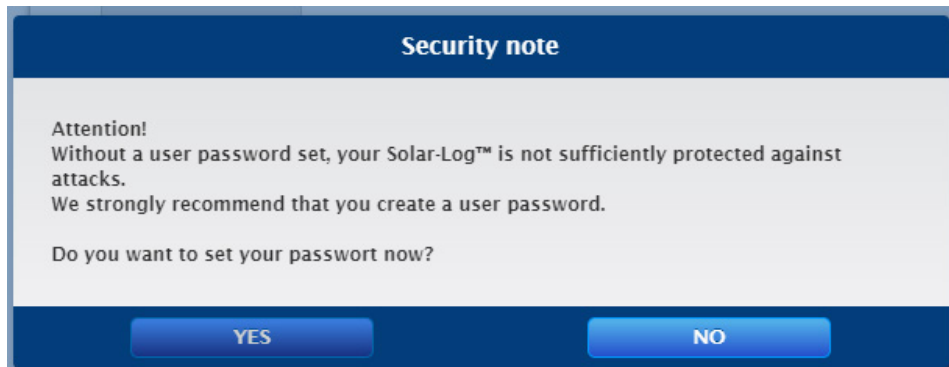 Security note
Attention!
Without a user password set, your Solar-Log™ is not sufficiently protected against
attacks.
We strongly recommend that you create a user password.
Do you want to set your passwort now?
YES
NO